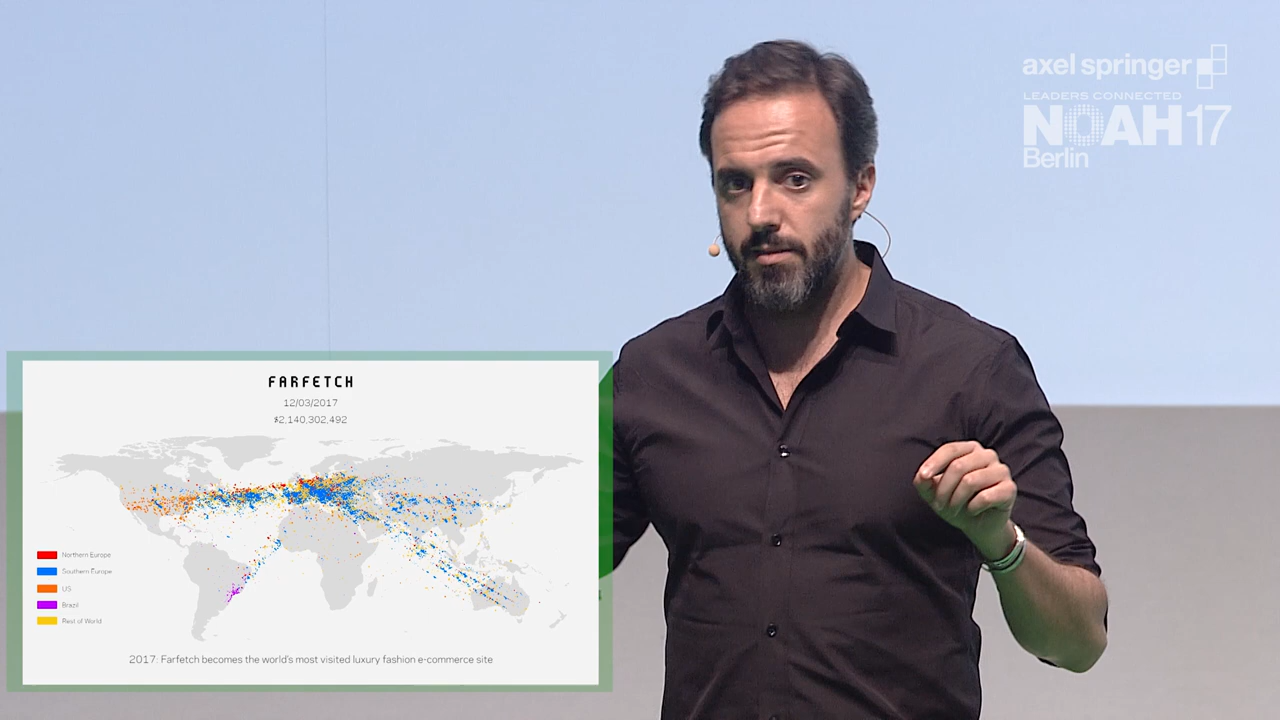 axel springer
LEADERS CONNECTED
NOAH17
Berlin
FARFETCH
12/03/2017
$2,140,302,492
Northern Europe
Southern Europe
US
Brazil
Rest of World
2017: Farfetch becomes the world's most visited luxury fashion e-commerce site